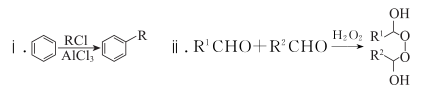 ⅰ. RCl AlCl₃ R ⅱ. R¹CHO+R²CHO H₂O₂ OH R¹ O O R² OH